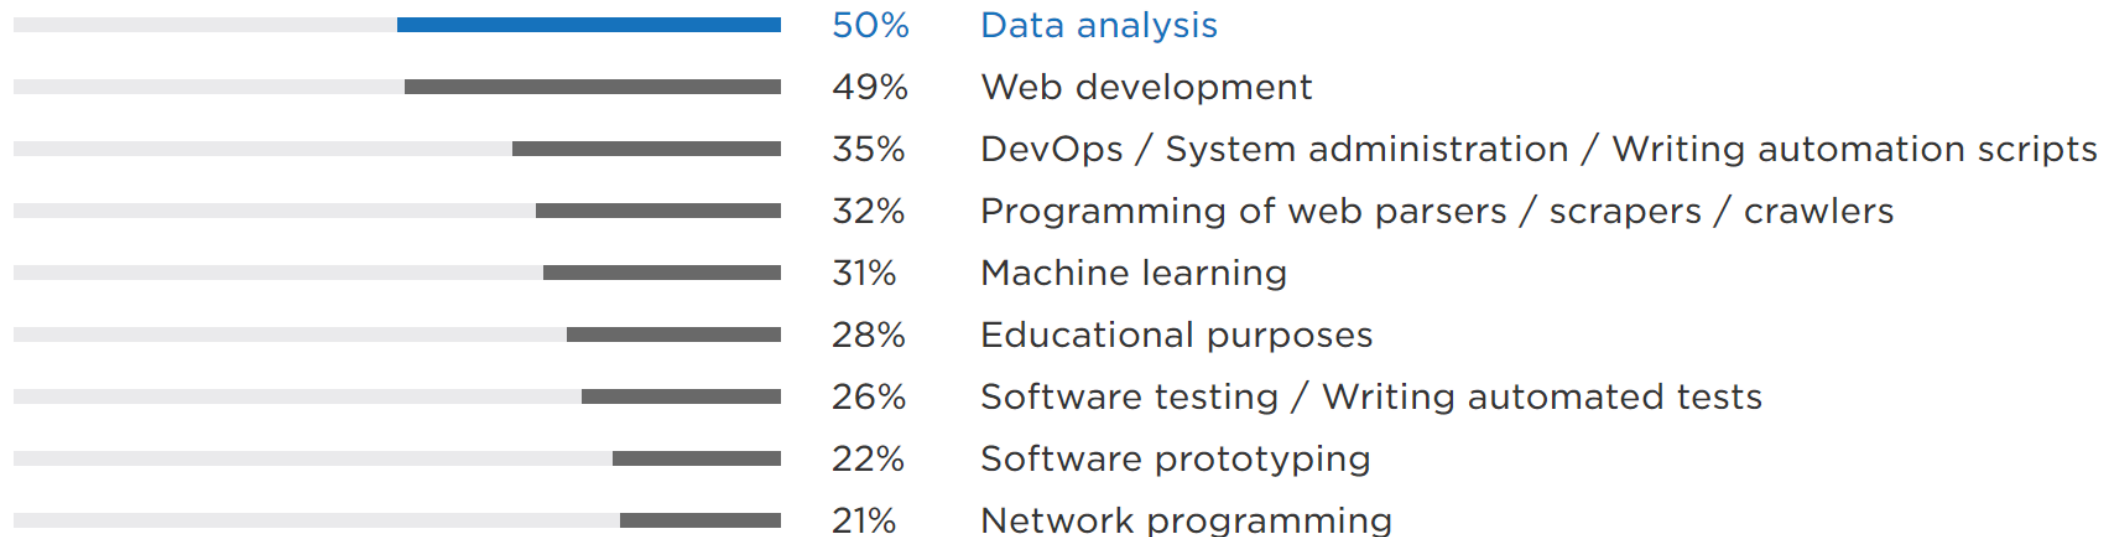 50% Data analysis
49% Web development
35% DevOps / System administration / Writing automation scripts
32% Programming of web parsers / scrapers / crawlers
31% Machine learning
28% Educational purposes
26% Software testing / Writing automated tests
22% Software prototyping
21% Network programming